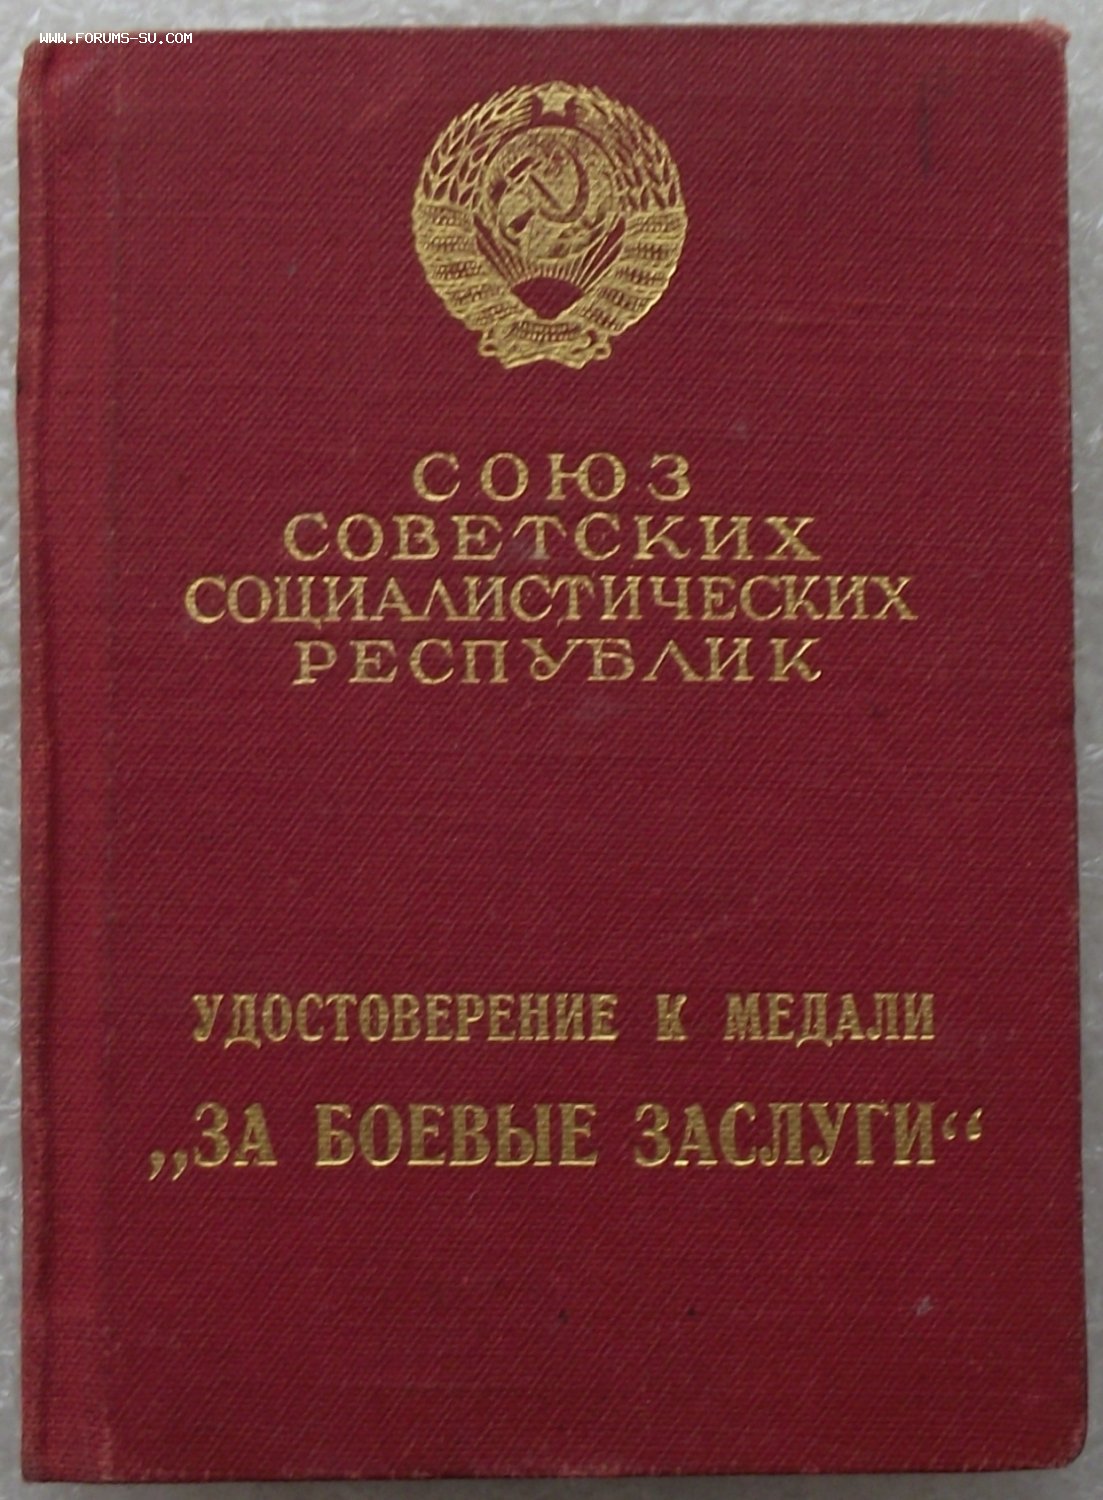 WWW.FORUMS-SU.COM
СОЮЗ
СОВЕТСКИХ
СОЦИАЛИСТИЧЕСКИХ
РЕСПУБЛИК
УДОСТОВЕРЕНИЕ К МЕДАЛИ
„ЗА БОЕВЫЕ ЗАСЛУГИ“